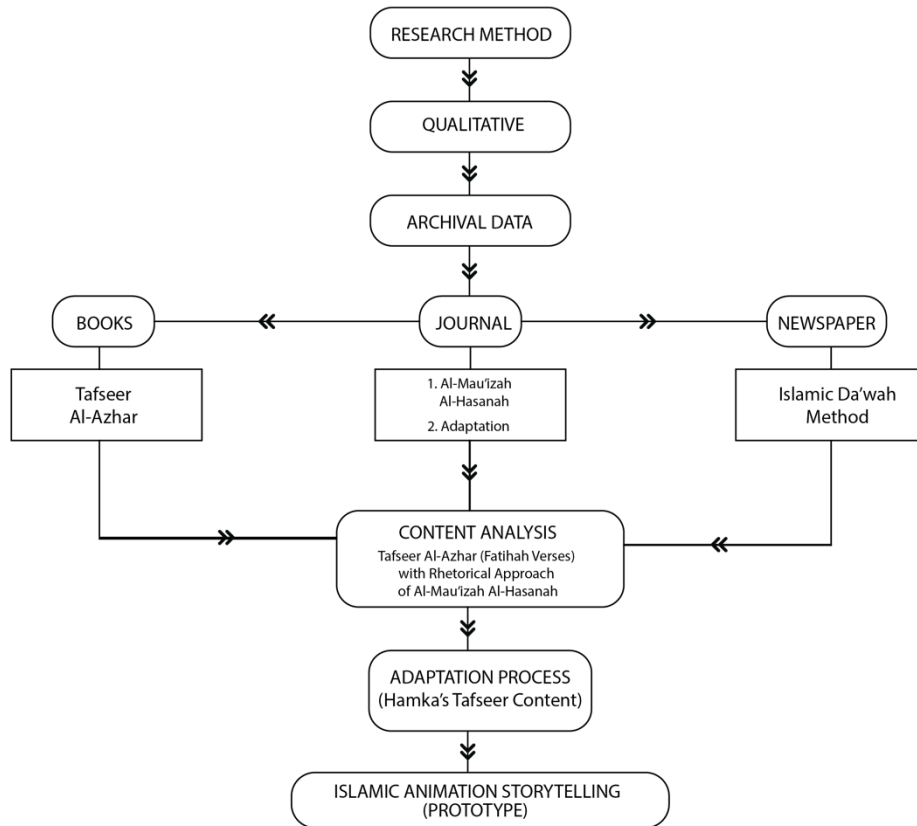 RESEARCH METHOD
QUALITATIVE
ARCHIVAL DATA
BOOKS
JOURNAL
NEWSPAPER
Tafseer
Al-Azhar
1. Al-Mau’izah
Al-Hasanah
2. Adaptation
Islamic Da’wah
Method
CONTENT ANALYSIS
Tafseer Al-Azhar (Fatihah Verses)
with Rhetorical Approach
of Al-Mau’izah Al-Hasanah
ADAPTATION PROCESS
(Hamka’s Tafseer Content)
ISLAMIC ANIMATION STORYTELLING
(PROTOTYPE)